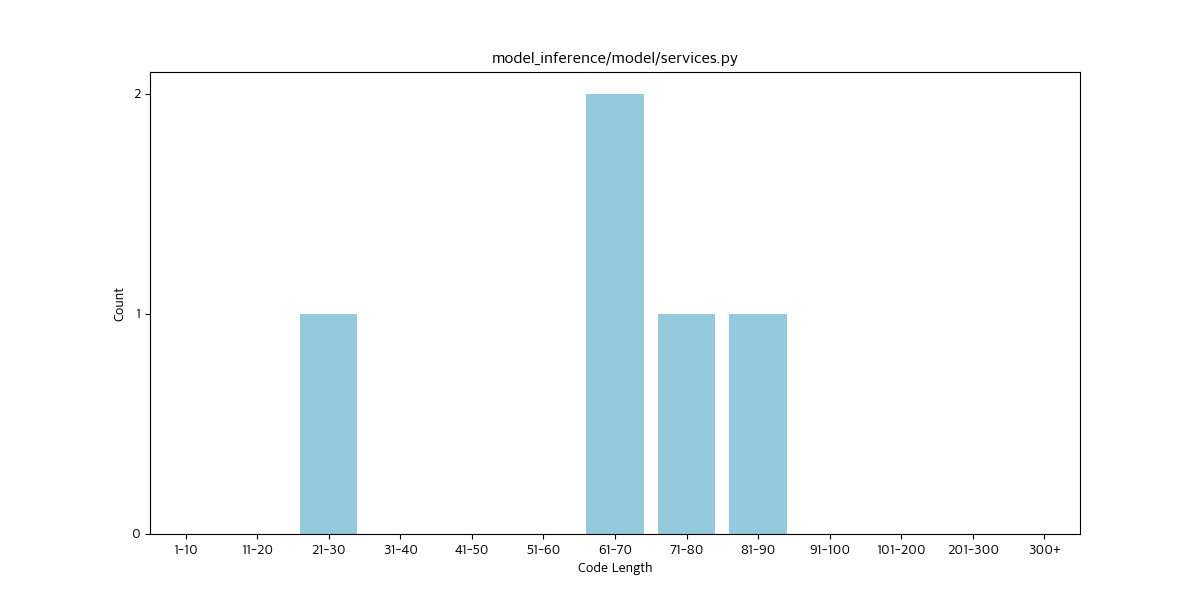 model_inference/model/services.py
2
1
0
Count
1-10 11-20 21-30 31-40 41-50 51-60 61-70 71-80 81-90 91-100 101-200 201-300 300+
Code Length